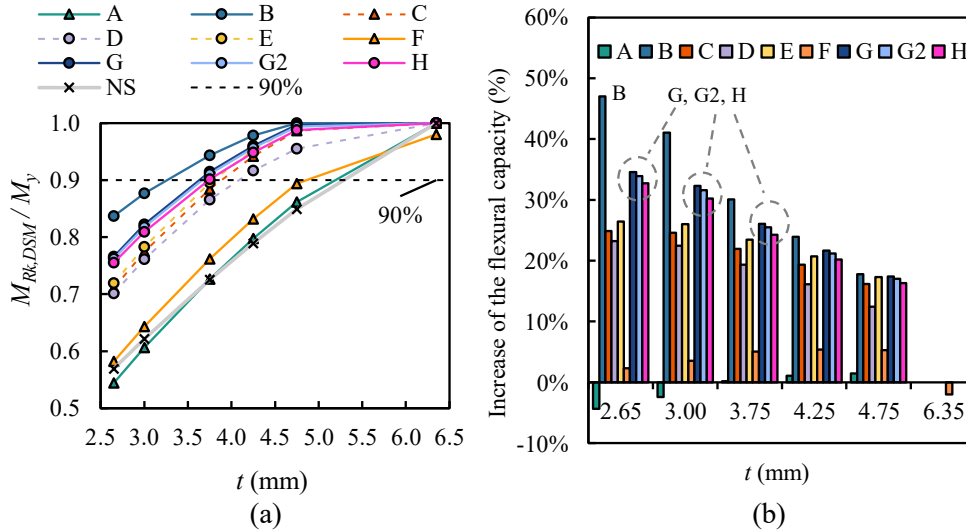 A B C
D E F
G G2 H
NS 90%
M_{Rk,DSM} / M_y
1.0
0.9
0.8
0.7
0.6
0.5
90%
2.5 3.0 3.5 4.0 4.5 5.0 5.5 6.0 6.5
t (mm)
(a)
Increase of the flexural capacity (%)
60%
50%
40%
30%
20%
10%
0%
-10%
A B C D E F G G2 H
B G, G2, H
2.65 3.00 3.75 4.25 4.75 6.35
t (mm)
(b)